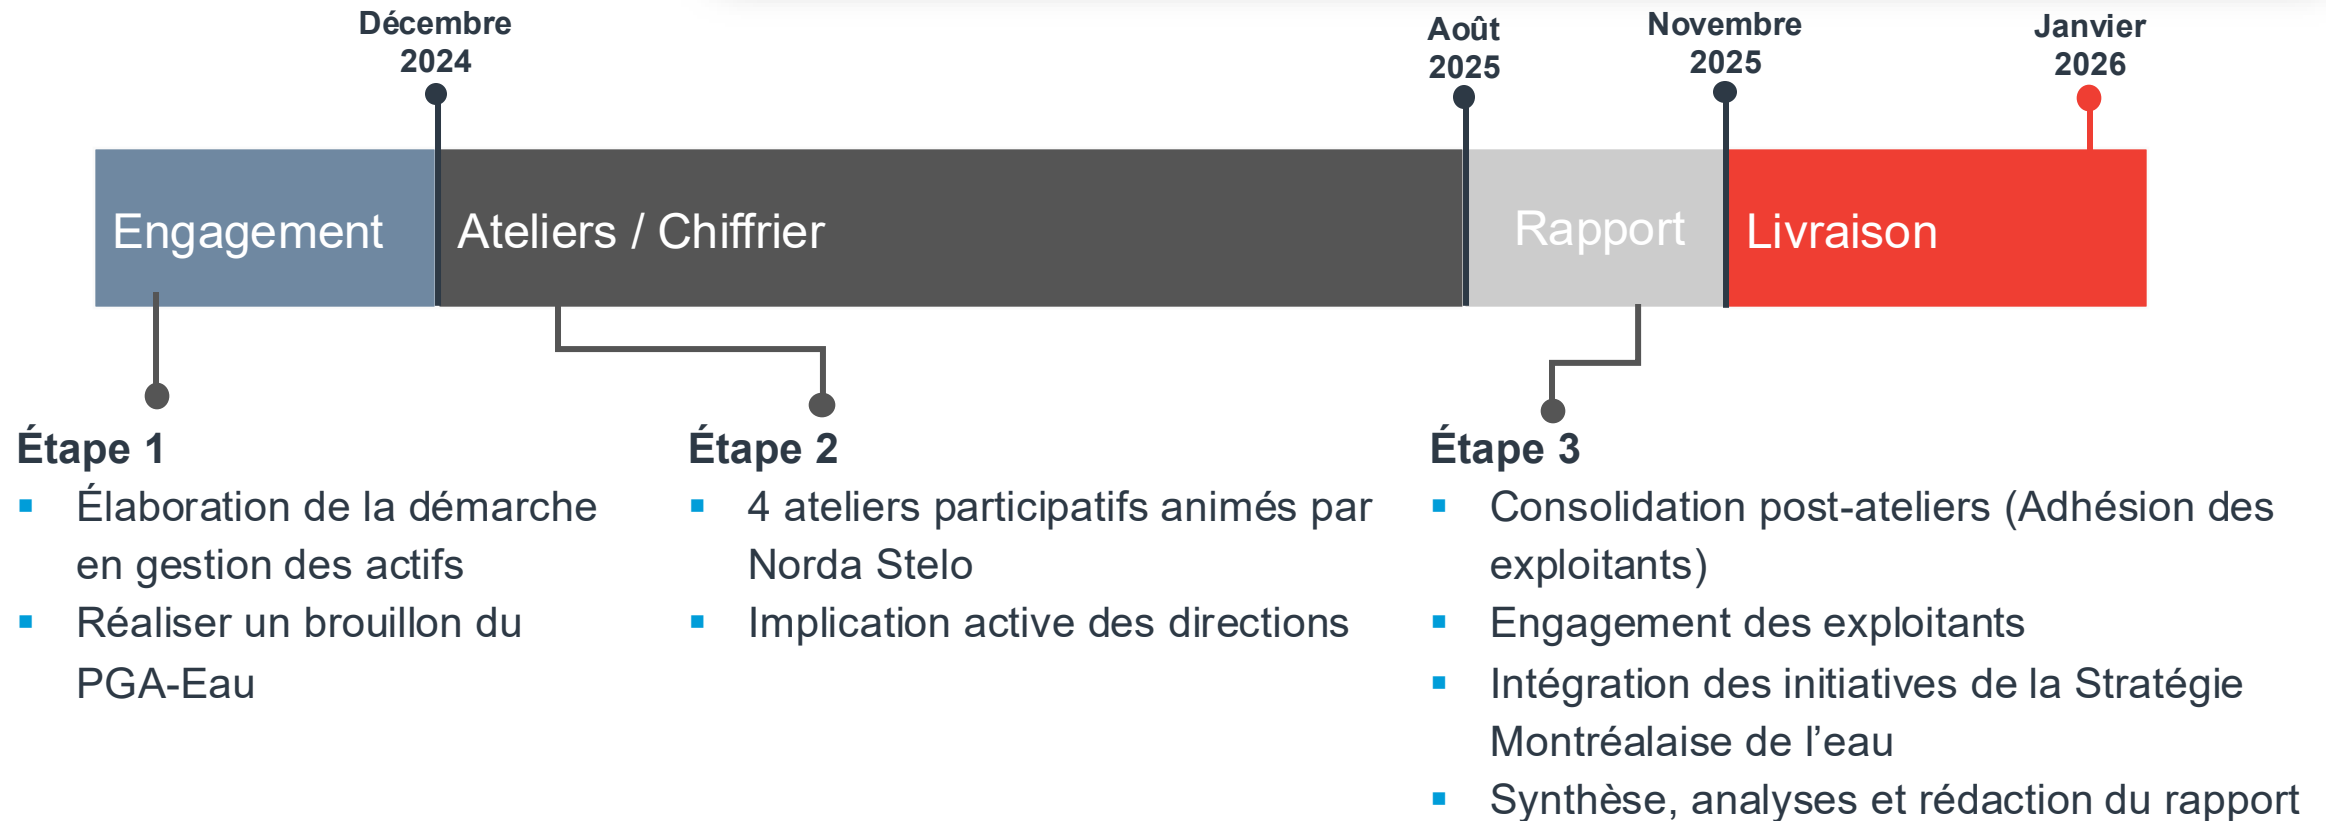 Décembre
2024
Août
2025
Novembre
2025
Janvier
2026
Engagement
Ateliers / Chiffrier
Rapport
Livraison
Étape 1
▪ Élaboration de la démarche
en gestion des actifs
▪ Réaliser un brouillon du
PGA-Eau
Étape 2
▪ 4 ateliers participatifs animés par
Norda Stelo
▪ Implication active des directions
Étape 3
▪ Consolidation post-ateliers (Adhésion des
exploitants)
▪ Engagement des exploitants
▪ Intégration des initiatives de la Stratégie
Montréalaise de l’eau
▪ Synthèse, analyses et rédaction du rapport